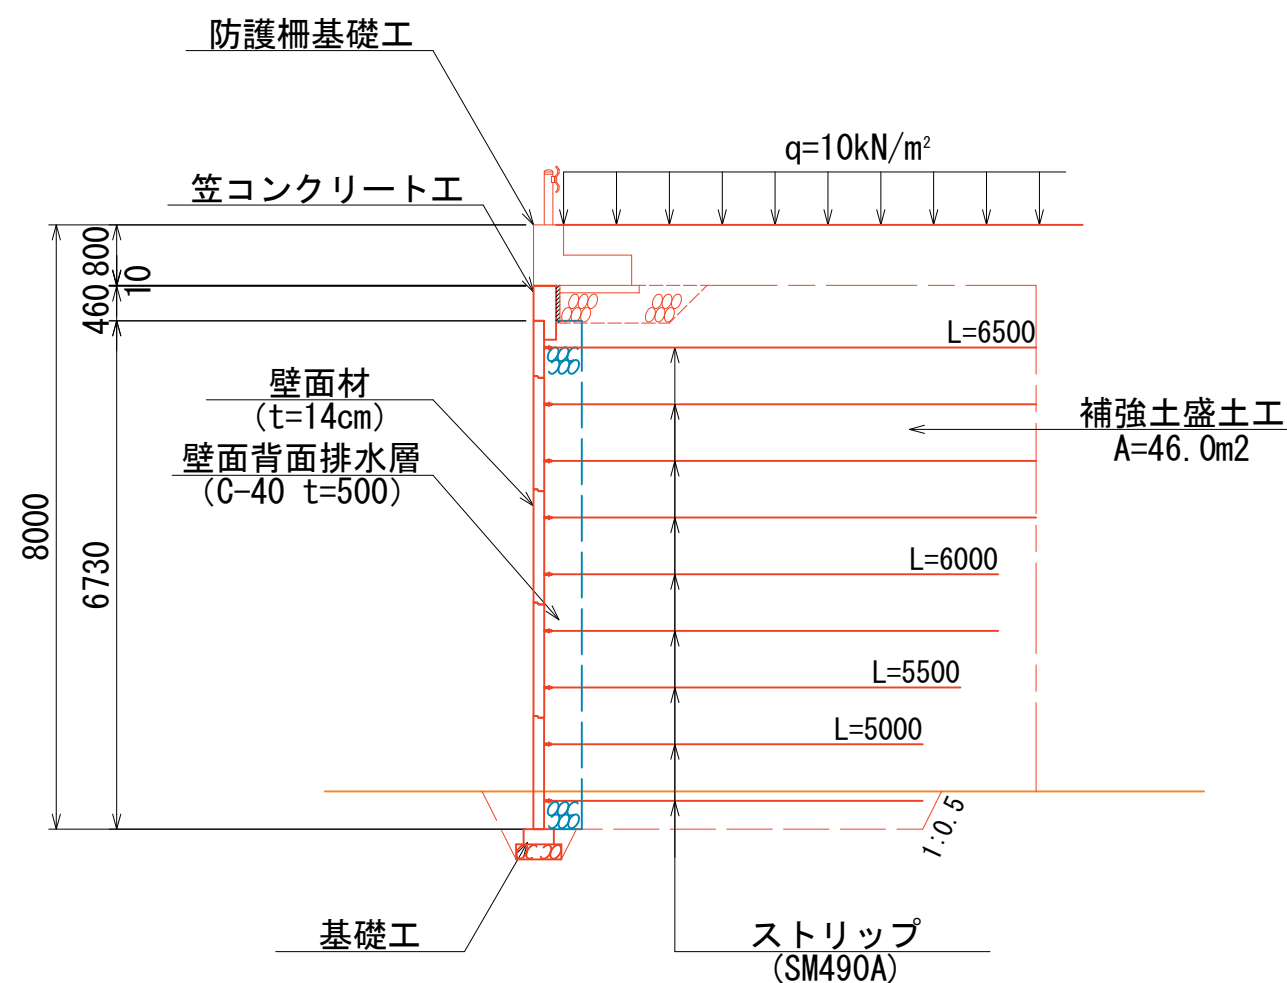 防護柵基礎工
q=10kN/m²
笠コンクリート工
800
10
460
L=6500
壁面材
(t=14cm)
補強土盛土工
A=46.0m2
壁面背面排水層
(C-40 t=500)
8000
6730
L=6000
L=5500
L=5000
1:0.5
基礎工
ストリップ
(SM490A)